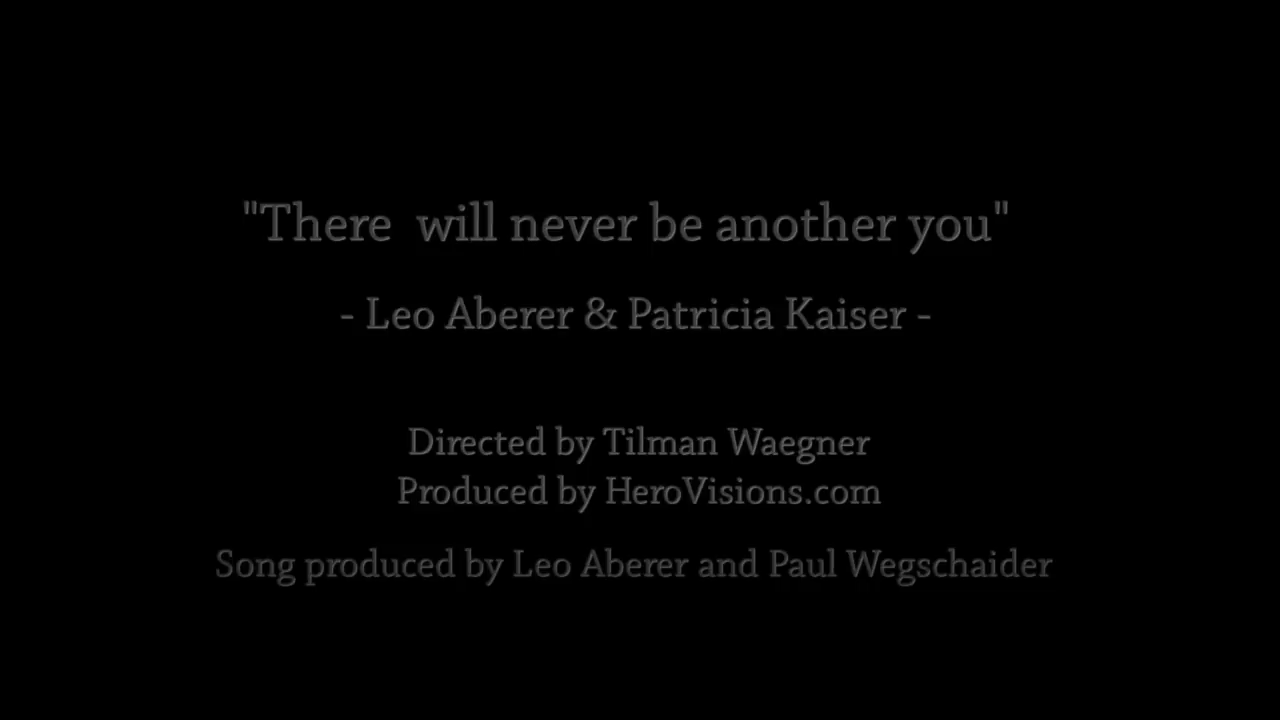 "There will never be another you"
- Leo Aberer & Patricia Kaiser -
Directed by Tilman Waegner
Produced by HeroVisions.com
Song produced by Leo Aberer and Paul Wegschaider